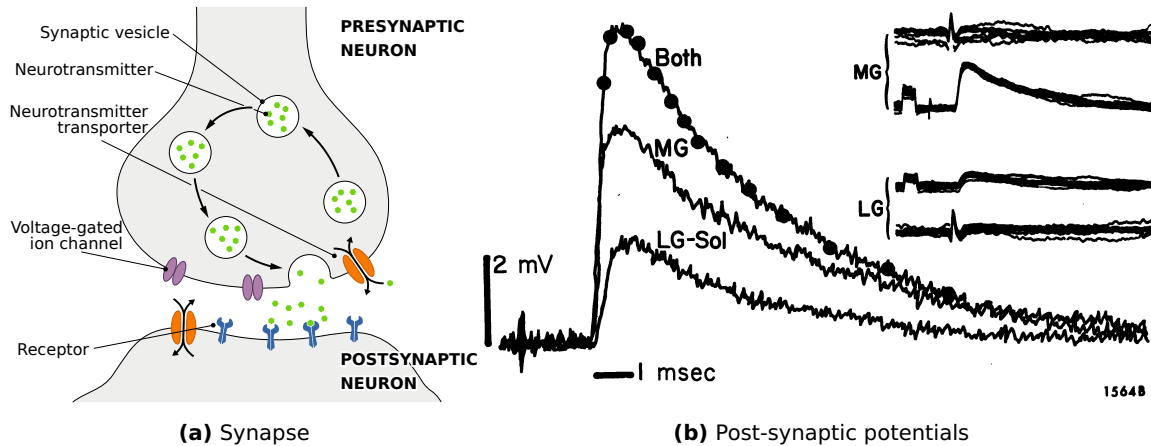 PRESYNAPTIC
NEURON
Synaptic vesicle
Neurotransmitter
Neurotransmitter
transporter
Voltage-gated
ion channel
Receptor
POSTSYNAPTIC
NEURON
(a) Synapse
Both
MG
LG-Sol
2 mV
1 msec
MG
LG
1564B
(b) Post-synaptic potentials